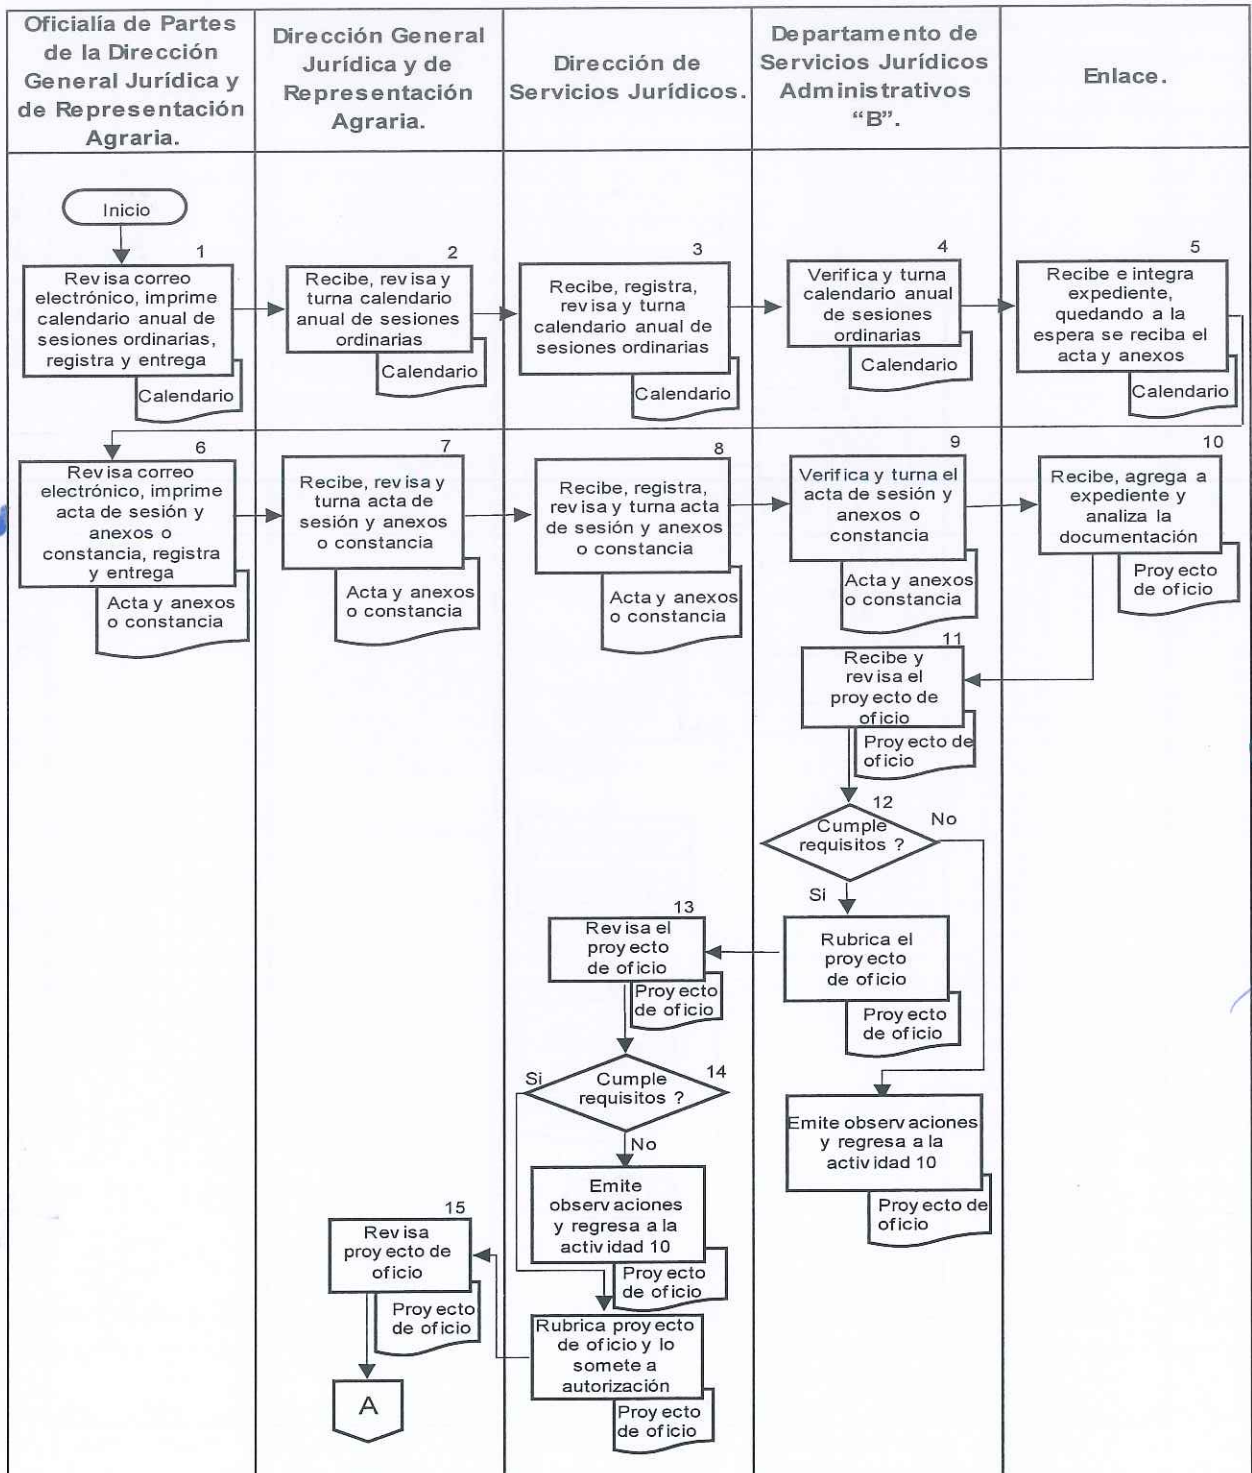 Oficialía de Partes
de la Dirección
General Jurídica y
de Representación
Agraria.
Dirección General
Jurídica y de
Representación
Agraria.
Dirección de
Servicios Jurídicos.
Departamento de
Servicios Jurídicos
Administrativos
“B”.
Enlace.
Inicio
1
Revisa correo
electrónico, imprime
calendario anual de
sesiones ordinarias,
registra y entrega
Calendario
2
Recibe, revisa y
turna calendario
anual de sesiones
ordinarias
Calendario
3
Recibe, registra,
revisa y turna
calendario anual de
sesiones ordinarias
Calendario
4
Verifica y turna
calendario anual
de sesiones
ordinarias
Calendario
5
Recibe e integra
expediente,
quedando a la
espera se reciba el
acta y anexos
Calendario
6
Revisa correo
electrónico, imprime
acta de sesión y
anexos o
constancia, registra
y entrega
Acta y anexos
o constancia
7
Recibe, revisa y
turna acta de
sesión y anexos
o constancia
Acta y anexos
o constancia
8
Recibe, registra,
revisa y turna acta
de sesión y anexos
o constancia
Acta y anexos
o constancia
9
Verifica y turna el
acta de sesión y
anexos o
constancia
Acta y anexos
o constancia
10
Recibe, agrega a
expediente y
analiza la
documentación
Proyecto
de oficio
11
Recibe y
revisa el
proyecto de
oficio
Proyecto de
oficio
12
Cumple
requisitos ?
No
Si
Rubrica el
proyecto
de oficio
Proyecto
de oficio
Emite observaciones
y regresa a la
actividad 10
Proyecto de
oficio
13
Revisa el
proyecto
de oficio
Proyecto
de oficio
14
Cumple
requisitos ?
Si
No
Emite
observaciones
y regresa a la
actividad 10
Proyecto
de oficio
Rubrica proyecto
de oficio y lo
somete a
autorización
Proyecto
de oficio
15
Revisa
proyecto de
oficio
Proyecto
de oficio
A